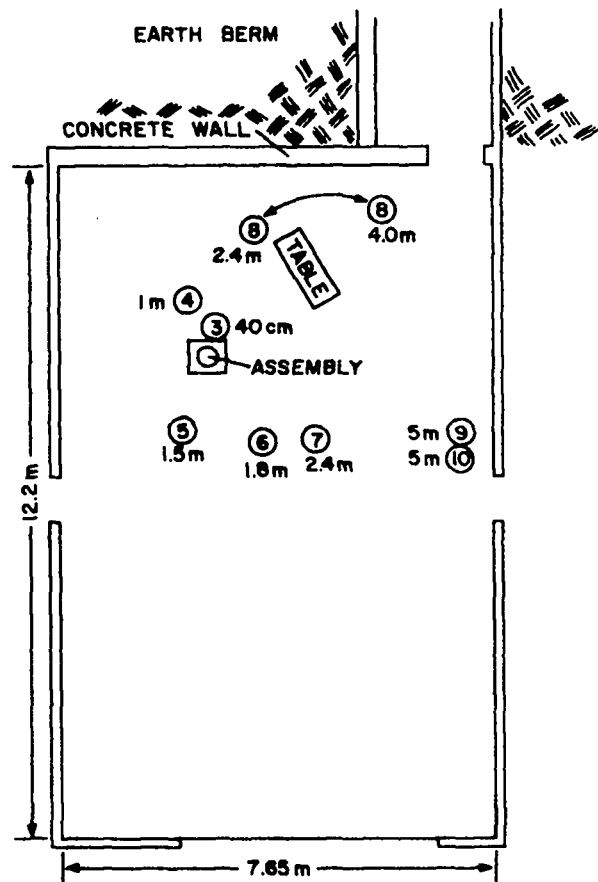 EARTH BERM
CONCRETE WALL
8
8
2.4m
4.0m
TABLE
1m 4
3 40cm
ASSEMBLY
5
6
7
5m 9
1.5m
1.8m
2.4m
5m 10
12.2m
7.65m